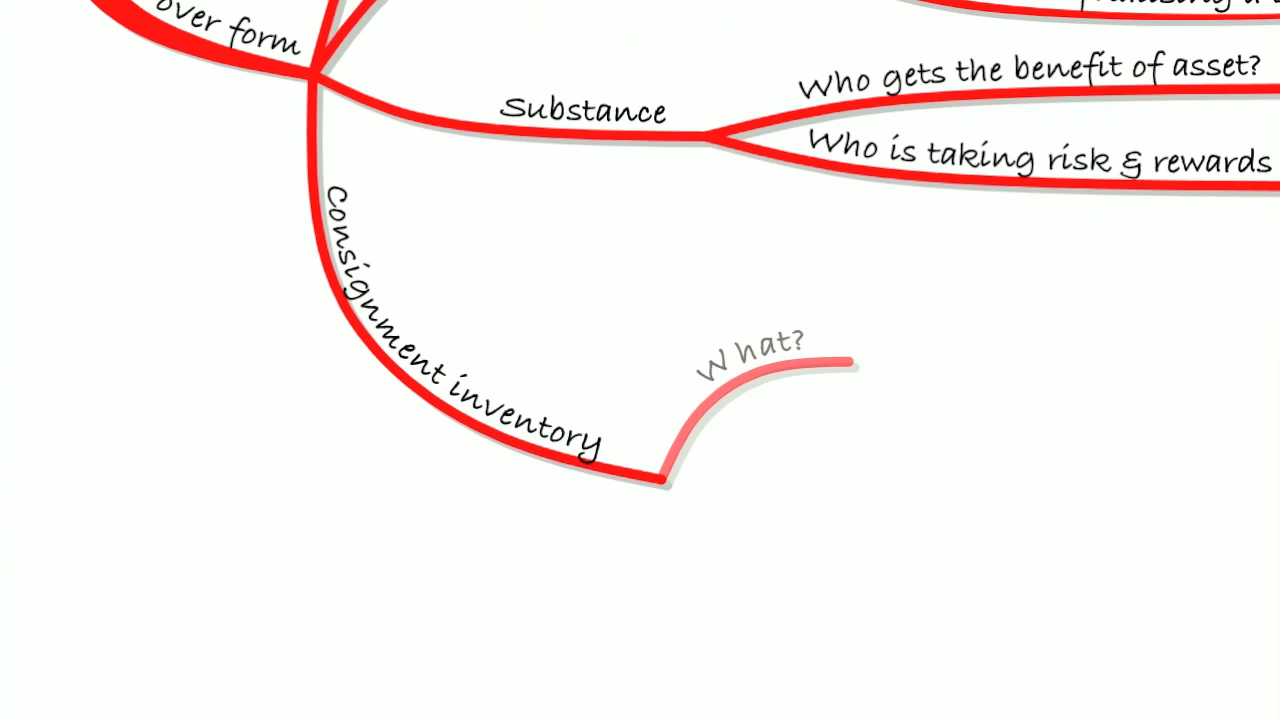 over form
Substance
Who gets the benefit of asset?
Who is taking risk & rewards
Consignment inventory
What?